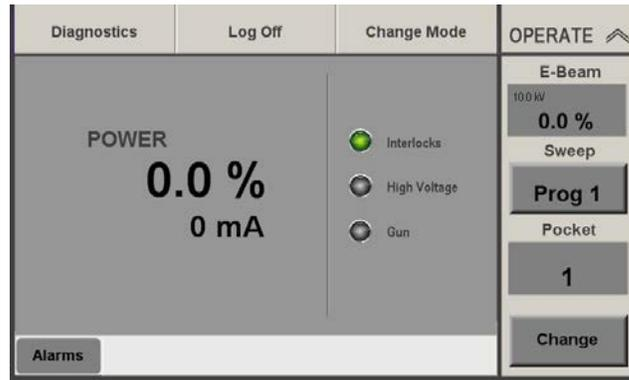 Diagnostics
Log Off
Change Mode
OPERATE
POWER
0.0 %
0 mA
Interlocks
High Voltage
Gun
E-Beam
10.0 kV
0.0 %
Sweep
Prog 1
Pocket
1
Change
Alarms